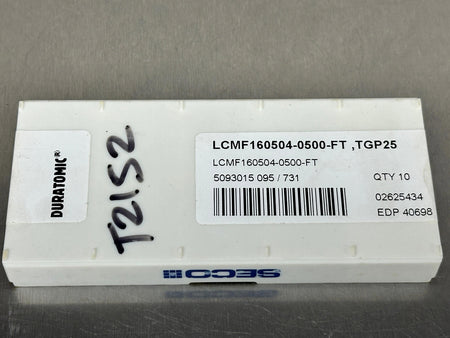 DURATOMIC®
T2152
LCMF160504-0500-FT ,TGP25
LCMF160504-0500-FT
5093015 095 / 731
QTY 10
02625434
EDP 40698
SECO